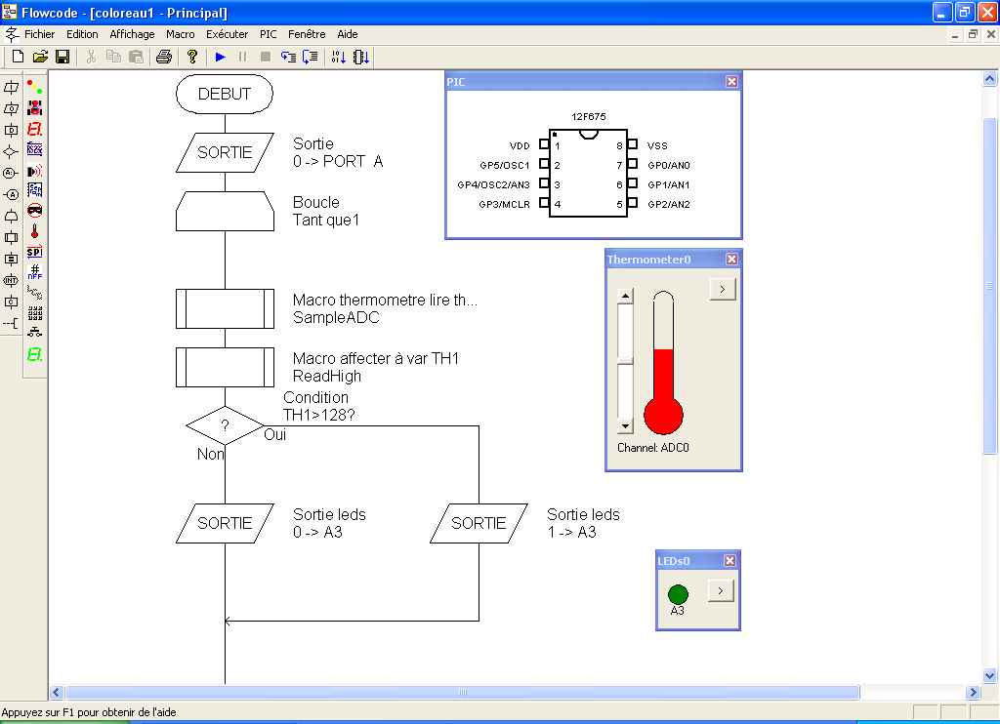 Flowcode - [coloreau1 - Principal]
Fichier Edition Affichage Macro Exécuter PIC Fenêtre Aide
DEBUT
SORTIE
Sortie
0 -> PORT A
Boucle
Tant que1
Macro thermometre lire th...
SampleADC
Macro affecter à var TH1
ReadHigh
Condition
TH1>128?
?
Oui
Non
SORTIE
Sortie leds
0 -> A3
SORTIE
Sortie leds
1 -> A3
PIC
12F675
VDD 1 8 VSS
GP5/OSC1 2 7 GP0/AN0
GP4/OSC2/AN3 3 6 GP1/AN1
GP3/MCLR 4 5 GP2/AN2
Thermometer0
>
Channel: ADC0
LEDs0
>
A3
Appuyez sur F1 pour obtenir de l'aide